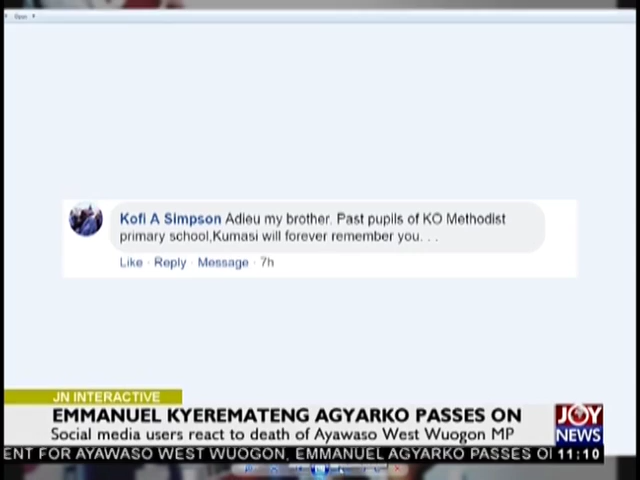 Open
Kofi A Simpson Adieu my brother. Past pupils of KO Methodist
primary school,Kumasi will forever remember you. . .
Like · Reply · Message · 7h
JN INTERACTIVE
EMMANUEL KYEREMATENG AGYARKO PASSES ON
Social media users react to death of Ayawaso West Wuogon MP
JOY
NEWS
ENT FOR AYAWASO WEST WUOGON, EMMANUEL AGYARKO PASSES O
11:10